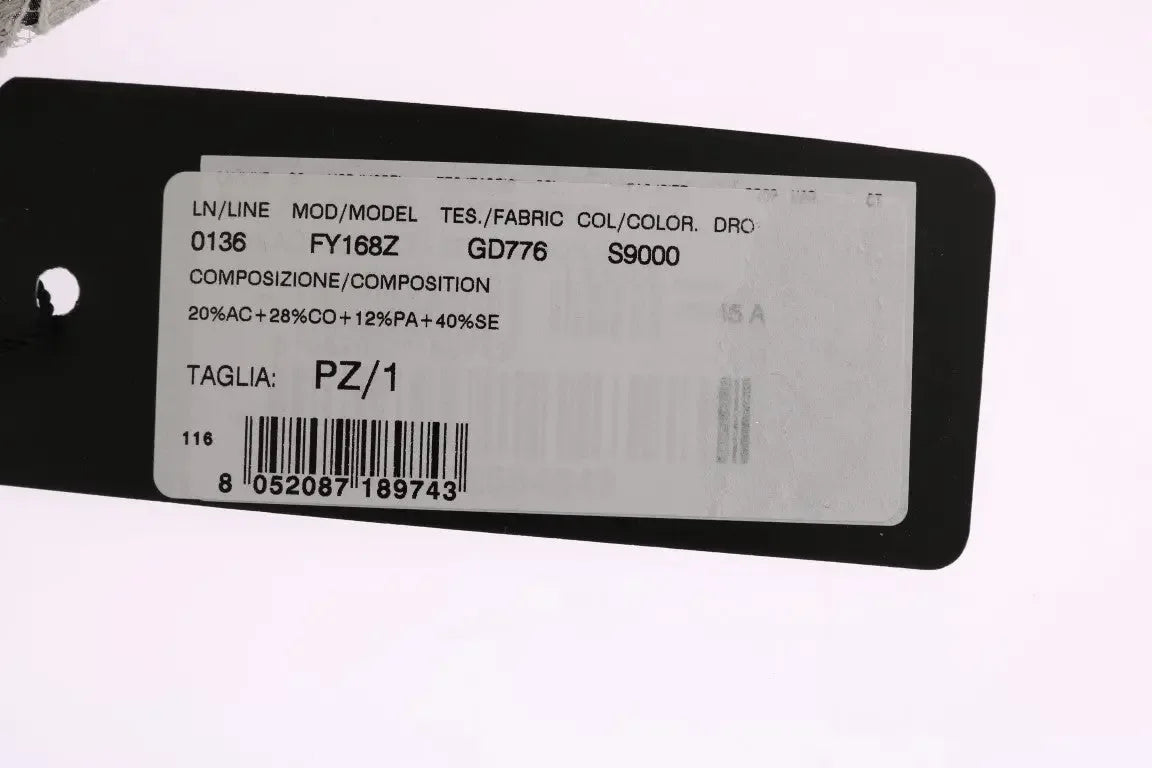 LN/LINE MOD/MODEL TES./FABRIC COL/COLOR. DRO
0136 FY168Z GD776 S9000
COMPOSIZIONE/COMPOSITION
20%AC+28%CO+12%PA+40%SE
15 A
TAGLIA: PZ/1
116
8 052087 189743